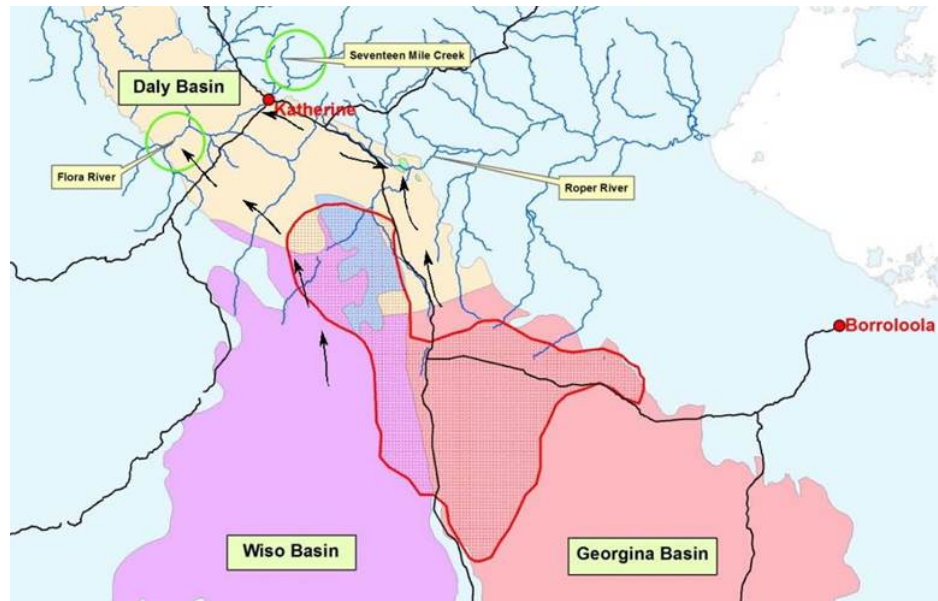 Seventeen Mile Creek
Daly Basin
Katherine
Flora River
Roper River
Borroloola
Wiso Basin
Georgina Basin